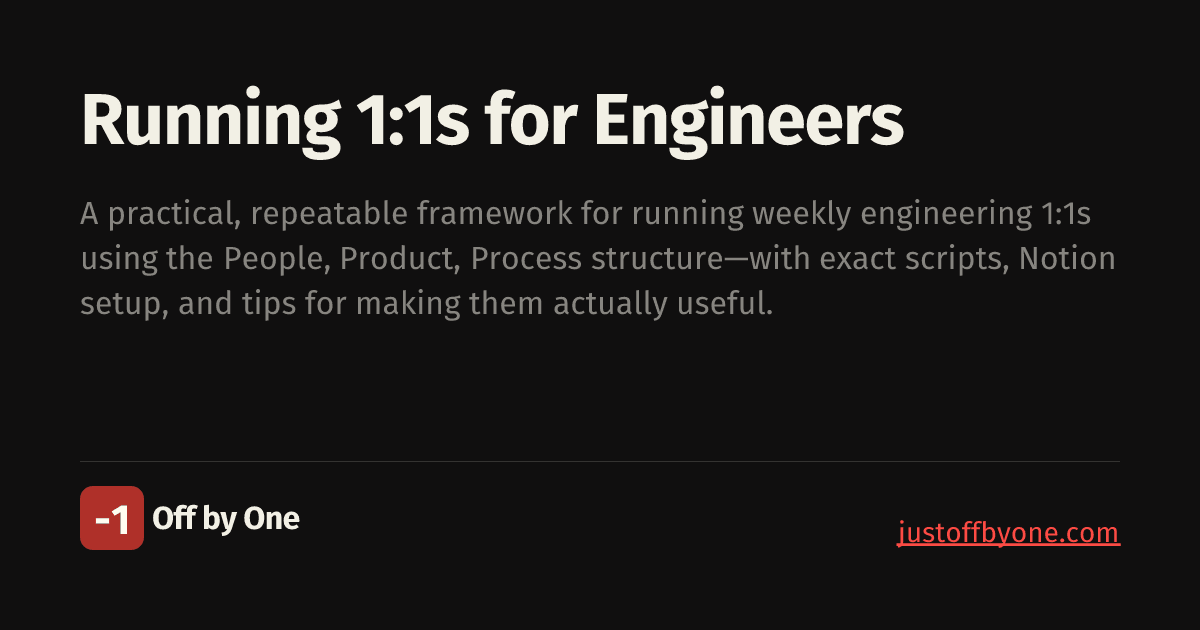 Running 1:1s for Engineers
A practical, repeatable framework for running weekly engineering 1:1s
using the People, Product, Process structure—with exact scripts, Notion
setup, and tips for making them actually useful.
-1 Off by One
justoffbyone.com